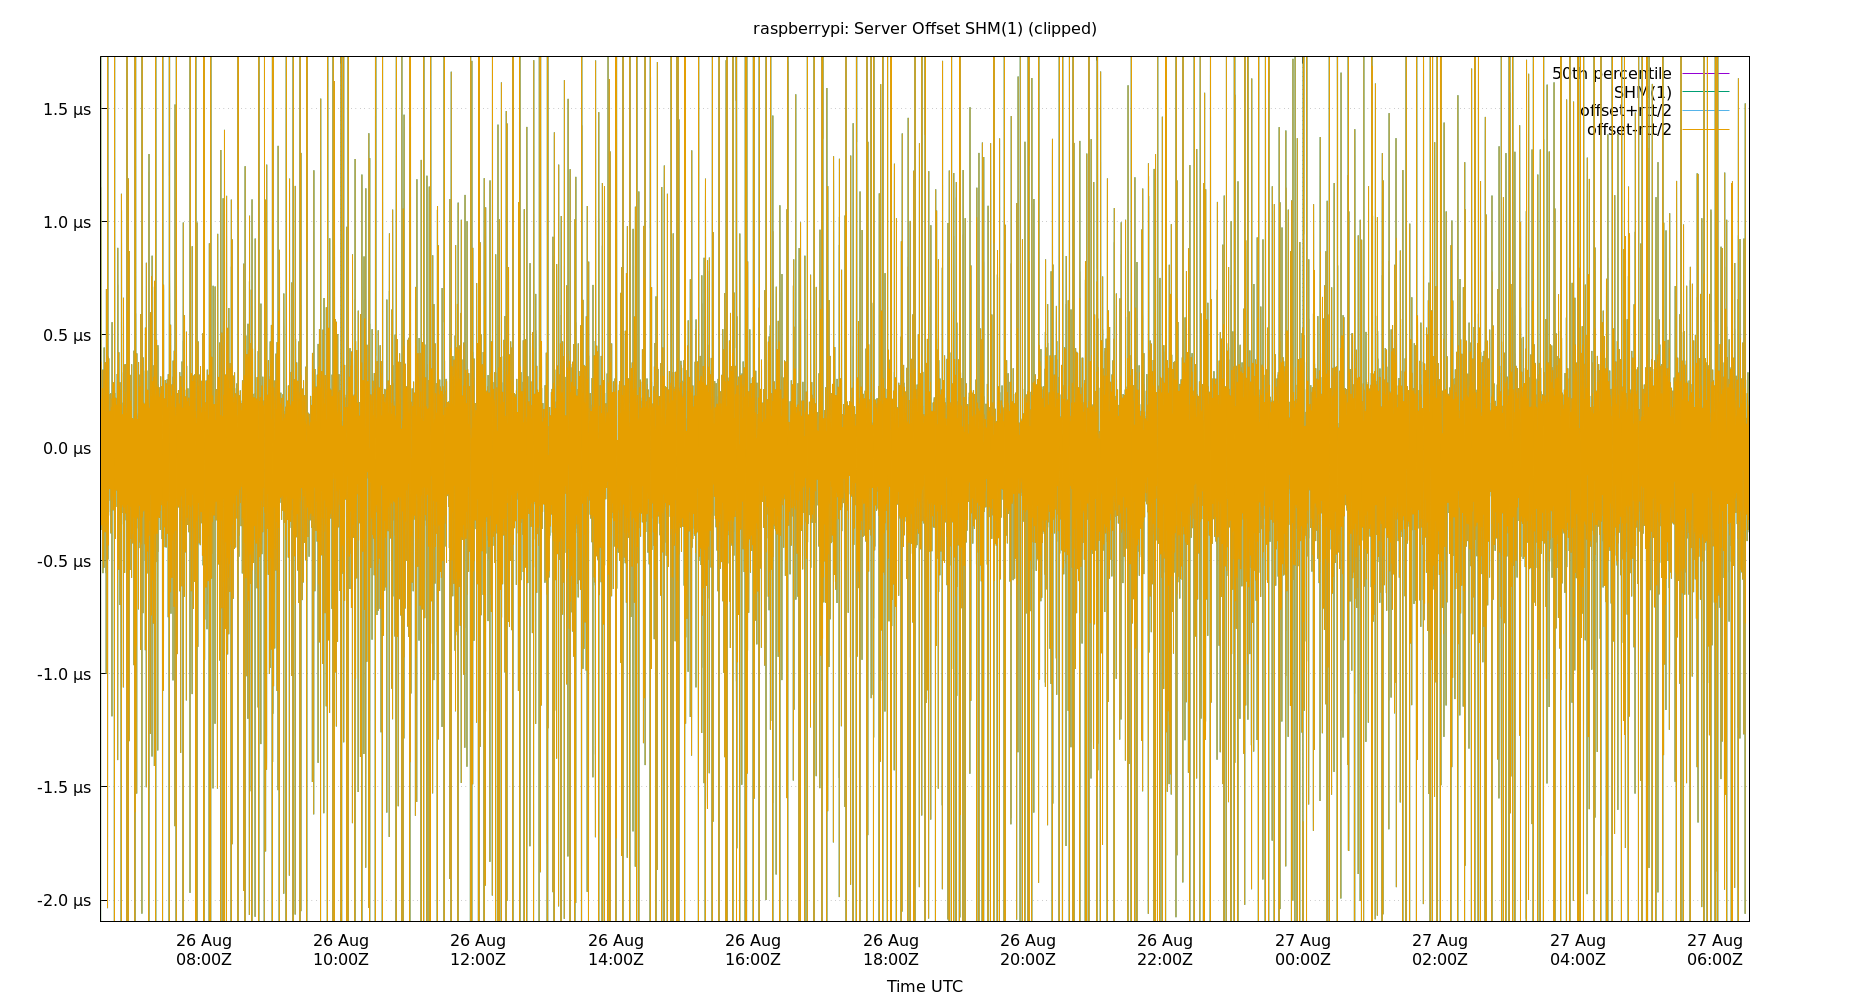 raspberrypi: Server Offset SHM(1) (clipped)
50th percentile
SHM(1)
offset+rtt/2
offset-rtt/2
1.5 µs
1.0 µs
0.5 µs
0.0 µs
-0.5 µs
-1.0 µs
-1.5 µs
-2.0 µs
26 Aug 26 Aug 26 Aug 26 Aug 26 Aug 26 Aug 26 Aug 26 Aug 27 Aug 27 Aug 27 Aug 27 Aug
08:00Z 10:00Z 12:00Z 14:00Z 16:00Z 18:00Z 20:00Z 22:00Z 00:00Z 02:00Z 04:00Z 06:00Z
Time UTC